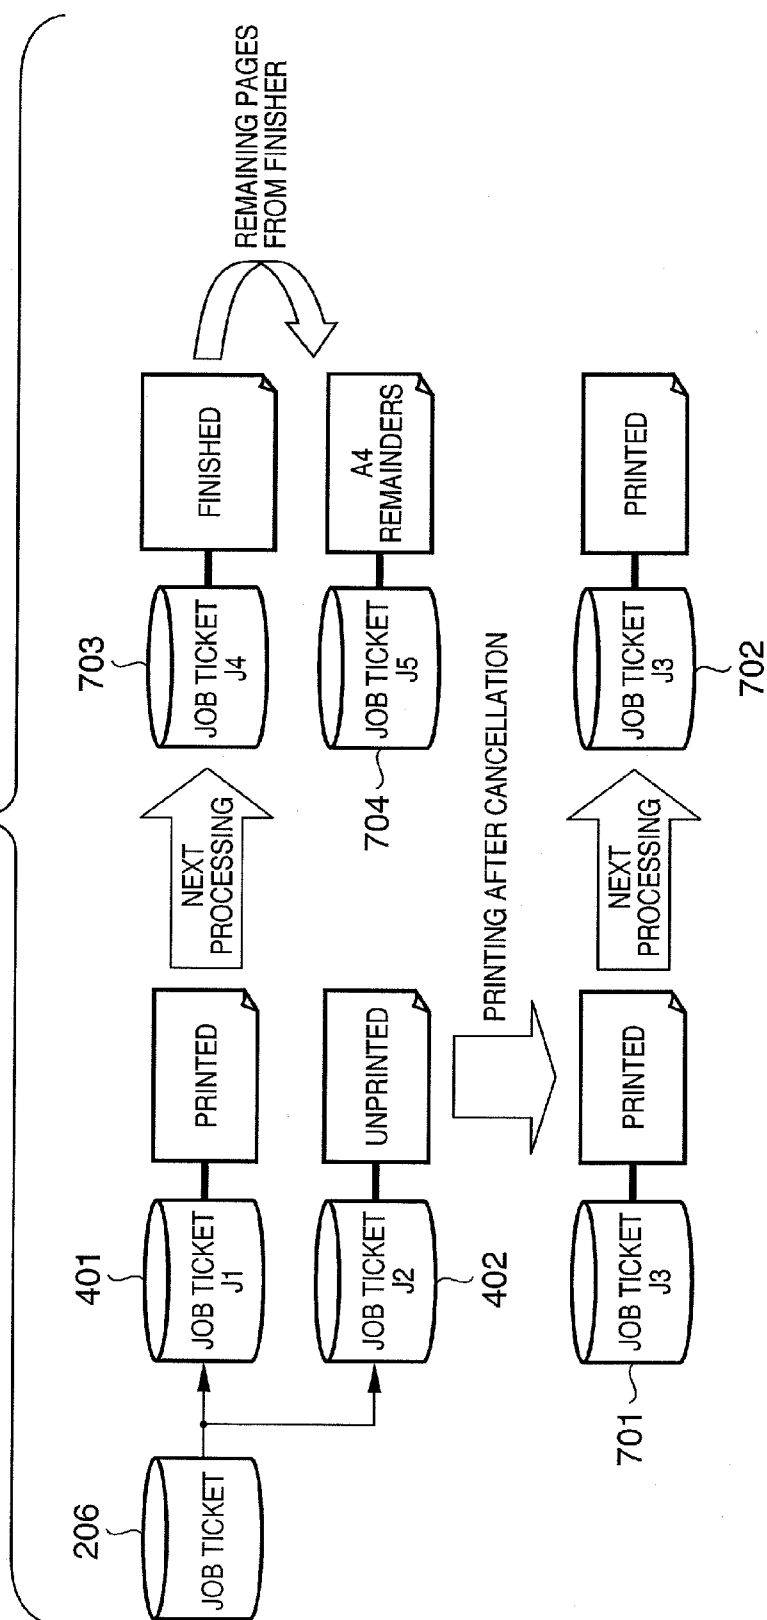 206
JOB TICKET
401
JOB TICKET
J1
PRINTED
NEXT
PROCESSING
703
JOB TICKET
J4
FINISHED
REMAINING PAGES
FROM FINISHER
JOB TICKET
J2
402
UNPRINTED
704
JOB TICKET
J5
A4
REMAINDERS
PRINTING AFTER CANCELLATION
701
JOB TICKET
J3
PRINTED
NEXT
PROCESSING
JOB TICKET
J3
702
PRINTED